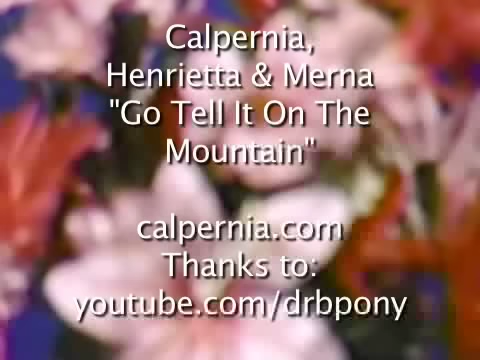 Calpernia,
Henrietta & Merna
"Go Tell It On The
Mountain"
calpernia.com
Thanks to:
youtube.com/drbpony